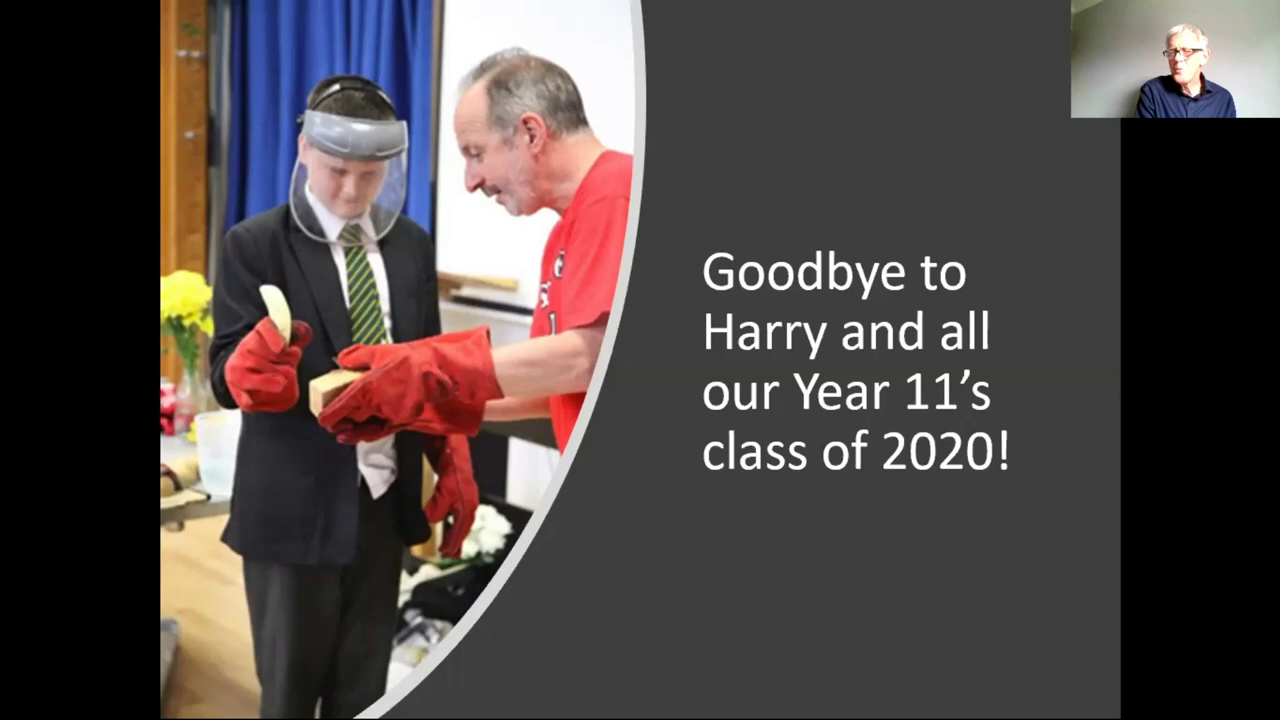 Goodbye to
Harry and all
our Year 11’s
class of 2020!